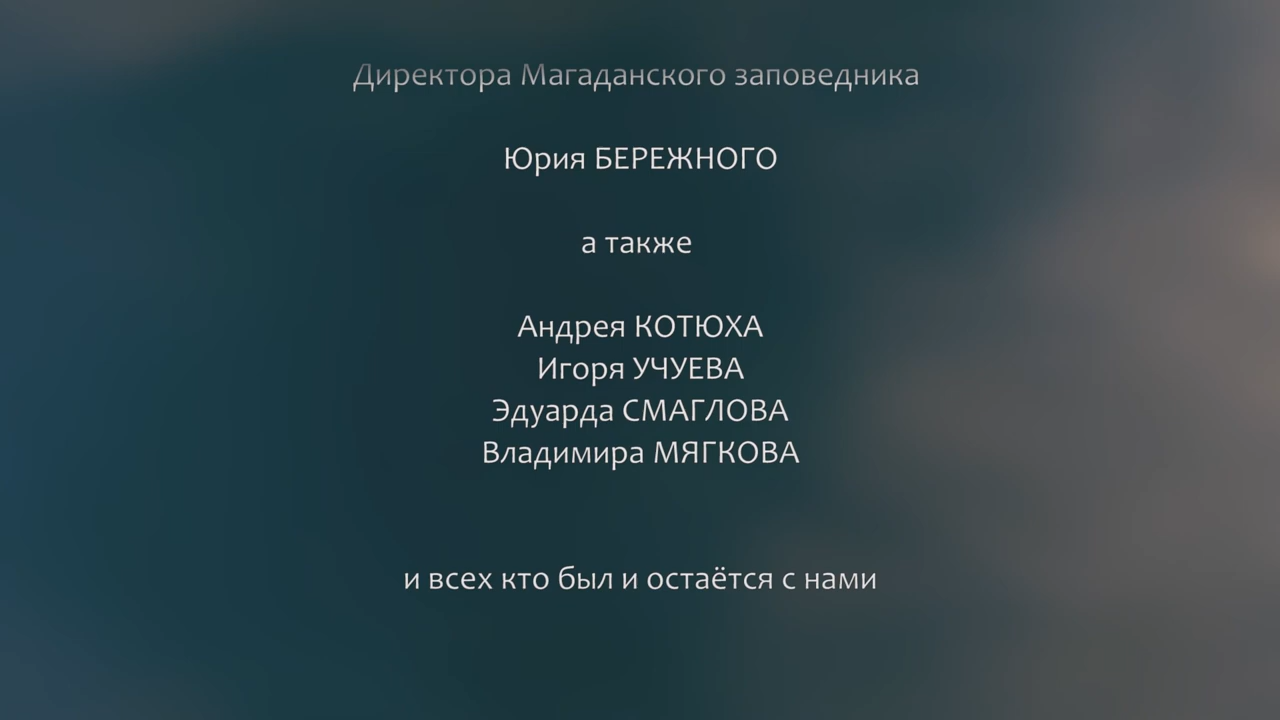 Директора Магаданского заповедника
Юрия БЕРЕЖНОГО
а также
Андрея КОТЮХА
Игоря УЧУЕВА
Эдуарда СМАГЛОВА
Владимира МЯГКОВА
и всех кто был и остаётся с нами